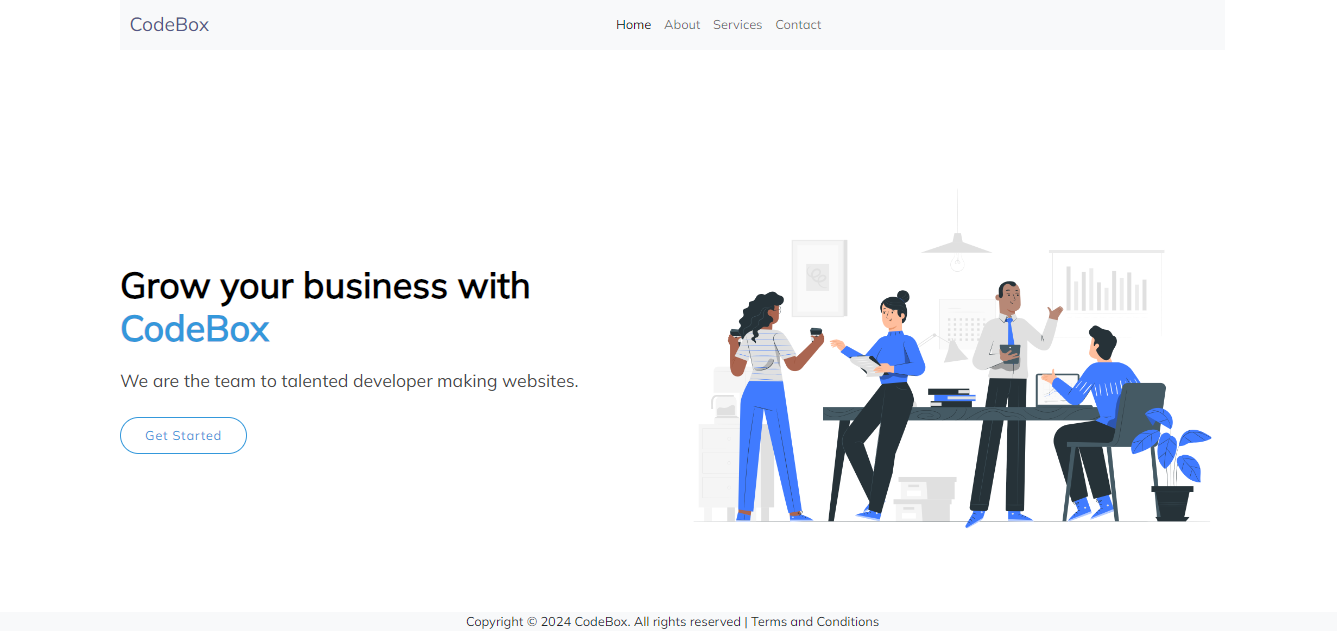 CodeBox
Home About Services Contact
Grow your business with
CodeBox
We are the team to talented developer making websites.
Get Started
Copyright © 2024 CodeBox. All rights reserved | Terms and Conditions